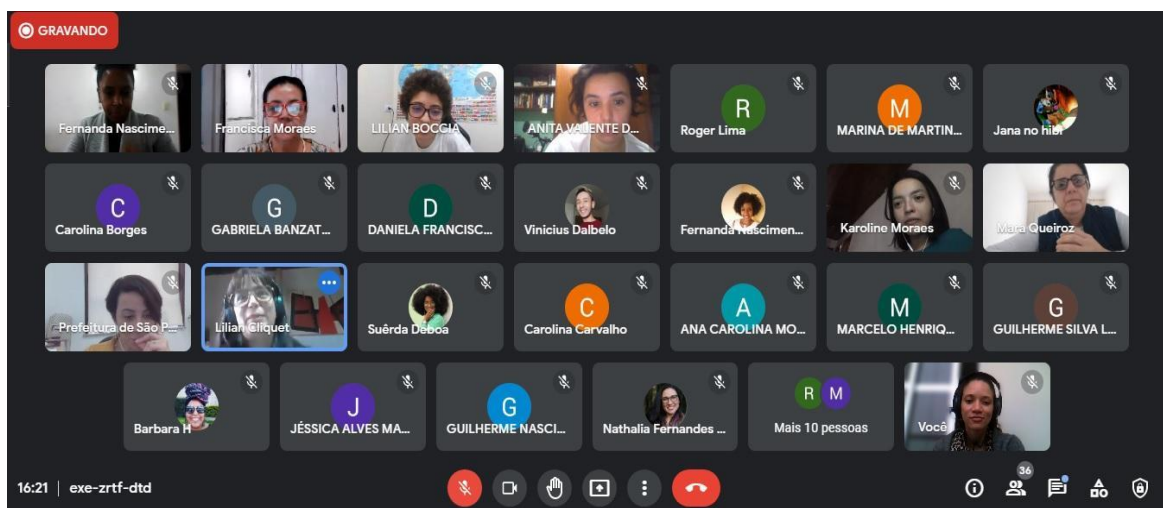 GRAVANDO
Fernanda Nascime...
Francisca Moraes
LILIAN BOCCIA
ANITA VALENTE D...
R
Roger Lima
M
MARINA DE MARTIN...
Jana no hibi
C
Carolina Borges
G
GABRIELA BANZAT...
D
DANIELA FRANCISC...
Vinicius Dalbelo
Fernanda Nascimen...
Karoline Moraes
Mara Queiroz
Prefeitura de São P...
Lilian Cliquet
Suêrda Deboa
C
Carolina Carvalho
A
ANA CAROLINA MO...
M
MARCELO HENRIQ...
G
GUILHERME SILVA L...
Barbara H
J
JÉSSICA ALVES MA...
G
GUILHERME NASCI...
Nathalia Fernandes ...
R M
Mais 10 pessoas
Você
16:21 | exe-zrtf-dtd
36